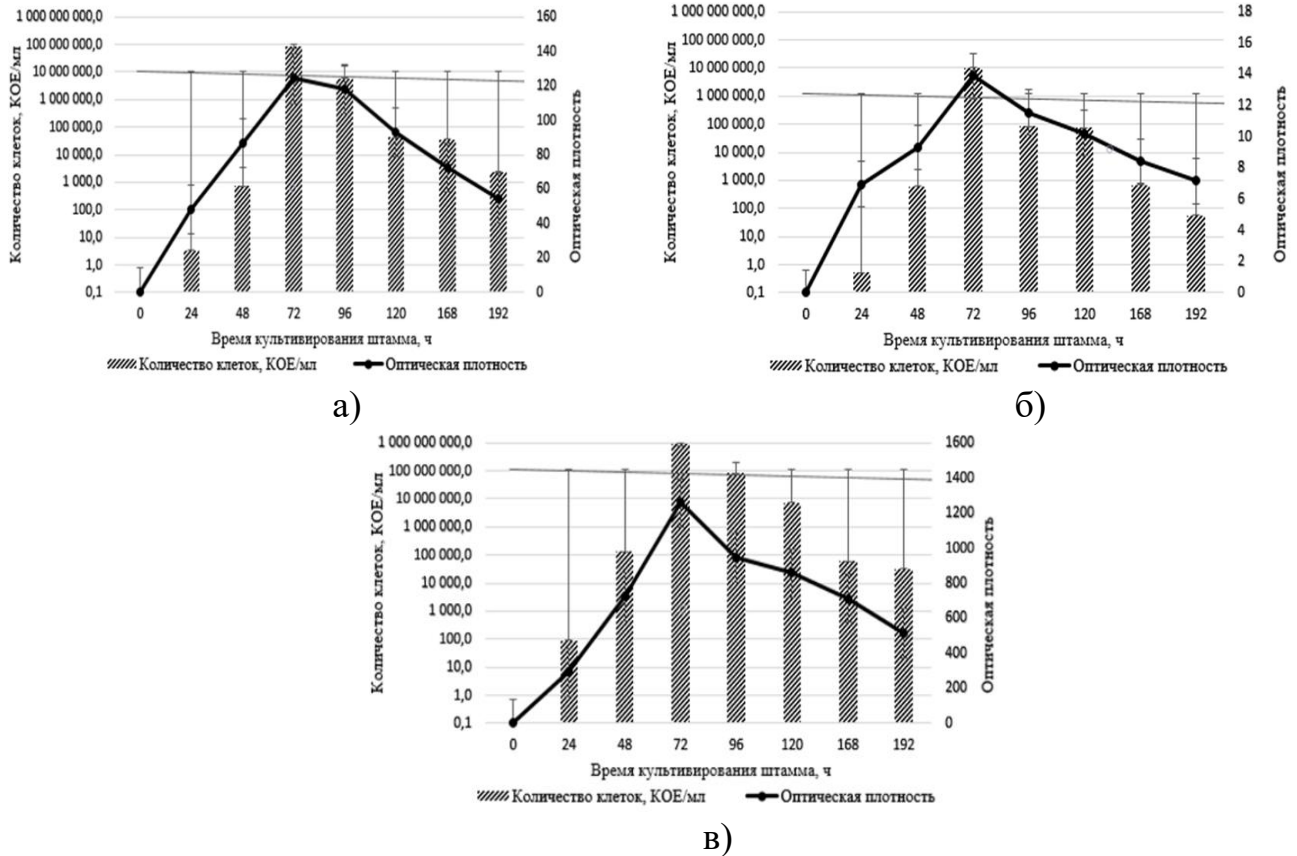 Количество клеток, КОЕ/мл
1 000 000 000,0
100 000 000,0
10 000 000,0
1 000 000,0
100 000,0
10 000,0
1 000,0
100,0
10,0
1,0
0,1
160
140
120
100
80
60
40
20
0
Оптическая плотность
0 24 48 72 96 120 168 192
Время культивирования штамма, ч
Количество клеток, КОЕ/мл Оптическая плотность
а)
Количество клеток, КОЕ/мл
1 000 000 000,0
100 000 000,0
10 000 000,0
1 000 000,0
100 000,0
10 000,0
1 000,0
100,0
10,0
1,0
0,1
18
16
14
12
10
8
6
4
2
0
Оптическая плотность
0 24 48 72 96 120 168 192
Время культивирования штамма, ч
Количество клеток, КОЕ/мл Оптическая плотность
б)
Количество клеток, КОЕ/мл
1 000 000 000,0
100 000 000,0
10 000 000,0
1 000 000,0
100 000,0
10 000,0
1 000,0
100,0
10,0
1,0
0,1
1600
1400
1200
1000
800
600
400
200
0
Оптическая плотность
0 24 48 72 96 120 168 192
Время культивирования штамма, ч
Количество клеток, КОЕ/мл Оптическая плотность
в)